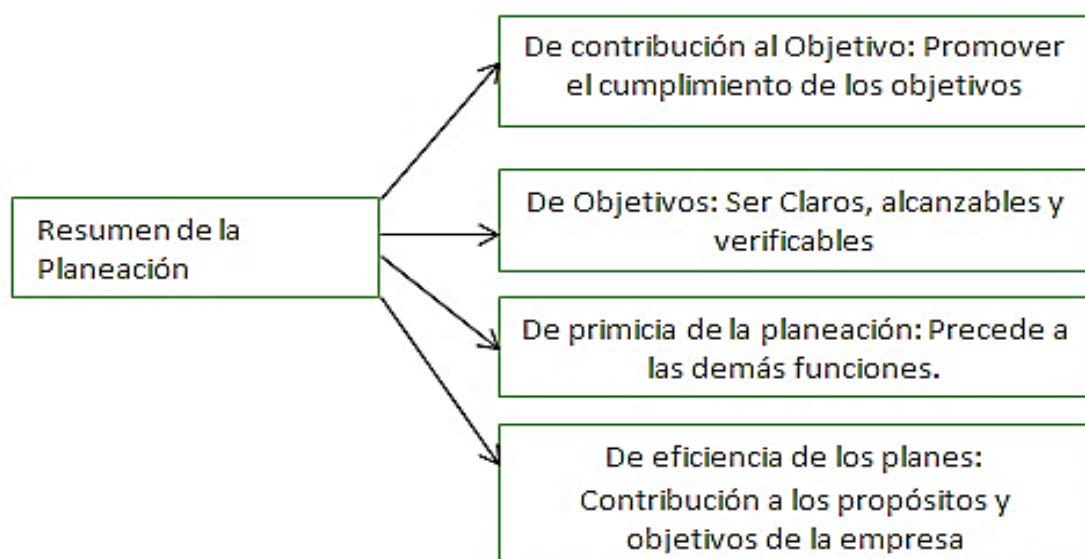 De contribución al Objetivo: Promover
el cumplimiento de los objetivos
Resumen de la
Planeación
De Objetivos: Ser Claros, alcanzables y
verificables
De primicia de la planeación: Precede a
las demás funciones.
De eficiencia de los planes:
Contribución a los propósitos y
objetivos de la empresa